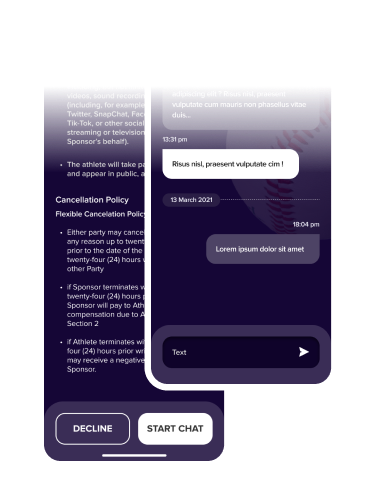 (including, for example
Twitter, SnapChat, Fac
Tik-Tok, or other social
streaming or television
Sponsor's behalf).
• The athlete will take pa
and appear in public, a
Cancellation Policy
Flexible Cancelation Policy
• Either party may cance
any reason up to twent
prior to the date of the
twenty-four (24) hours
other Party
• if Sponsor terminates w
twenty-four (24) hours p
Sponsor will pay to Ath
compensation due to A
Section 2
• if Athlete terminates wi
four (24) hours prior wr
may receive a negative
Sponsor.
DECLINE
START CHAT
vulputate cum mauris non phasellus vitae
duis...
13:31 pm
Risus nisl, praesent vulputate cim !
13 March 2021
18:04 pm
Lorem ipsum dolor sit amet
Text